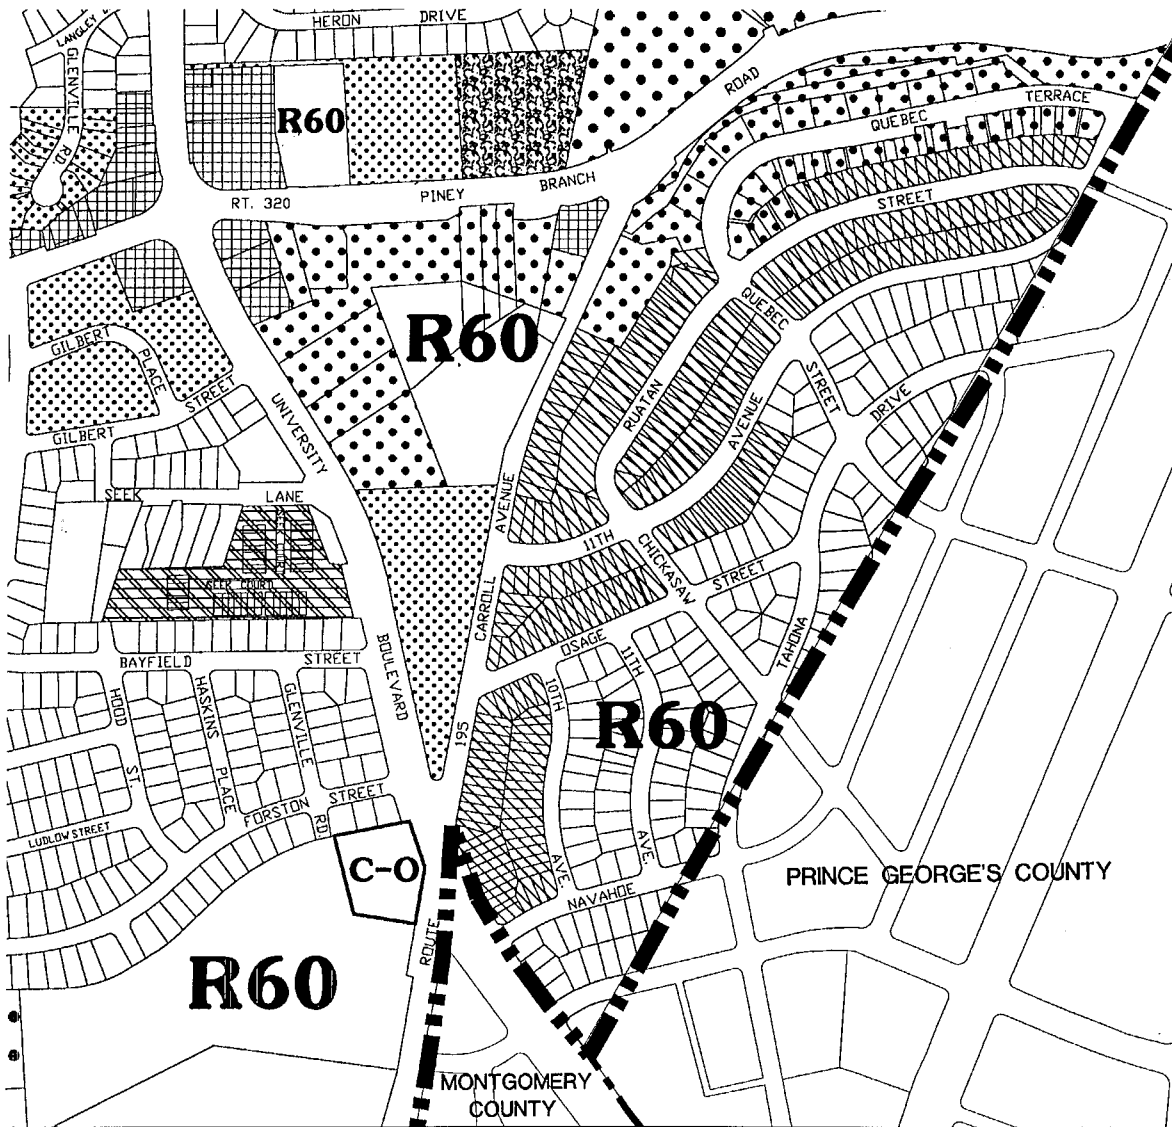 HERON DRIVE
LANGLEY
GLENVILLE RD.
R60
ROAD
TERRACE
QUEBEC
BRANCH
PINEY
RT. 320
STREET
R60
QUEBEC
GILBERT
PLACE
STREET
GILBERT
UNIVERSITY
RUATAN
AVENUE
STREET
DRIVE
SEEK LANE
AVENUE
11TH
CHICKASAW
STREET
SEEK COURT
CARROLL
OSAGE
11TH
TAHONA
BAYFIELD STREET
BOULEVARD
10TH
HOOD
ST.
HASKINS
PLACE
GLENVILLE
RD.
R60
195
FORSTON STREET
LUDLOW STREET
C-O
AVE.
AVE.
NAVAHOE
PRINCE GEORGE'S COUNTY
ROUTE
R60
MONTGOMERY
COUNTY